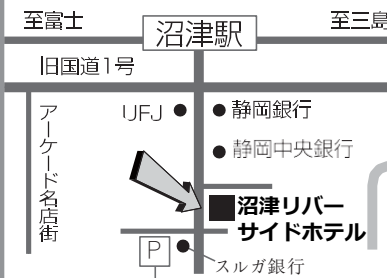 至富士
沼津駅
至三島
旧国道1号
アーケード名店街
UFJ
静岡銀行
静岡中央銀行
沼津リバー
サイドホテル
P
スルガ銀行